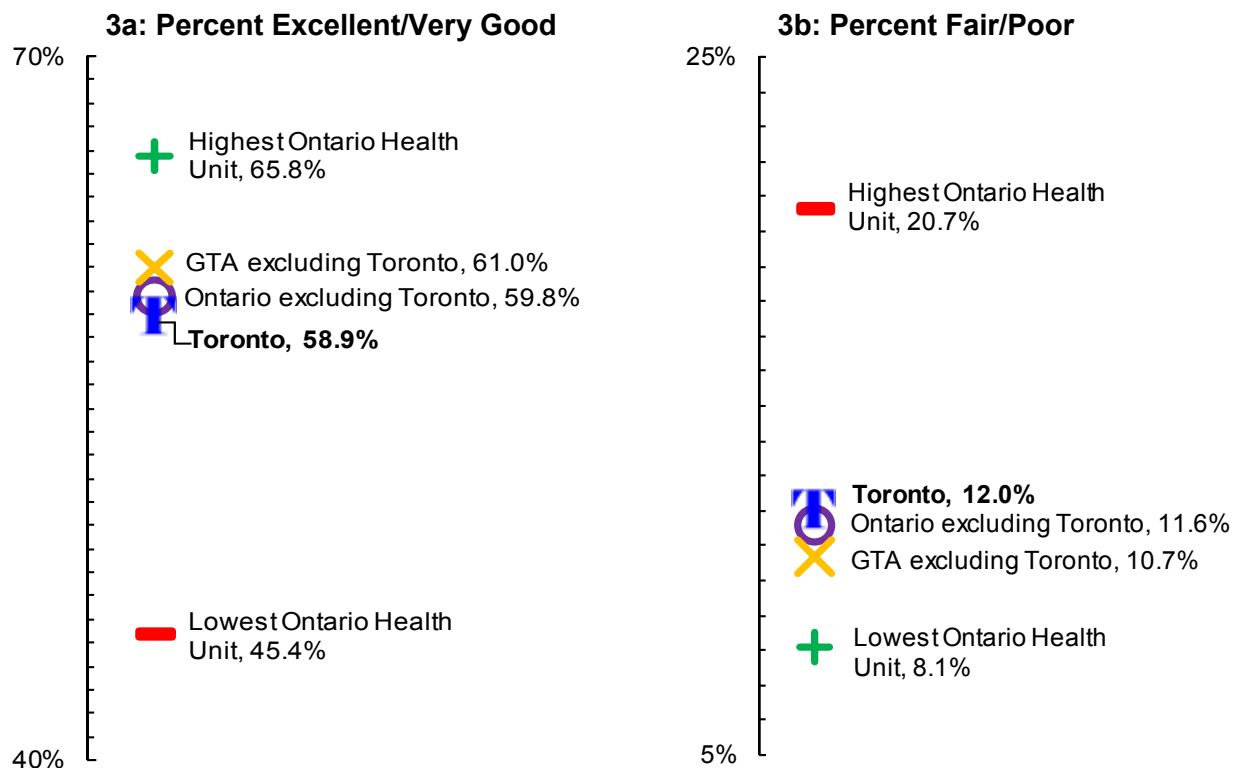 3a: Percent Excellent/Very Good
70%
Highest Ontario Health
Unit, 65.8%
GTA excluding Toronto, 61.0%
Ontario excluding Toronto, 59.8%
Toronto, 58.9%
Lowest Ontario Health
Unit, 45.4%
40%
3b: Percent Fair/Poor
25%
Highest Ontario Health
Unit, 20.7%
T
Toronto, 12.0%
Ontario excluding Toronto, 11.6%
GTA excluding Toronto, 10.7%
Lowest Ontario Health
Unit, 8.1%
5%